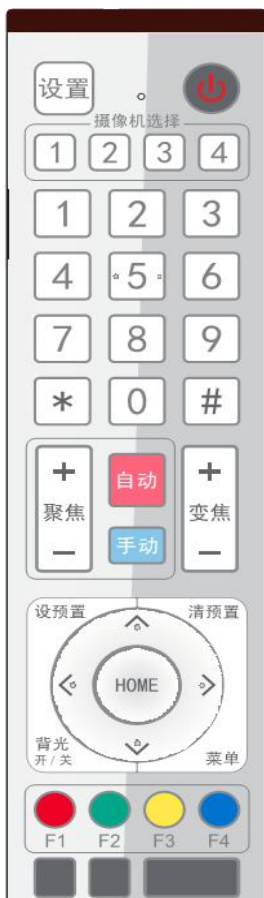 设置
摄像机选择
1 2 3 4
1 2 3
4 5 6
7 8 9
* 0 #
+ 自动 +
聚焦 变焦
- 手动 -
设预置 清预置
HOME
背光 菜单
开/关
F1 F2 F3 F4